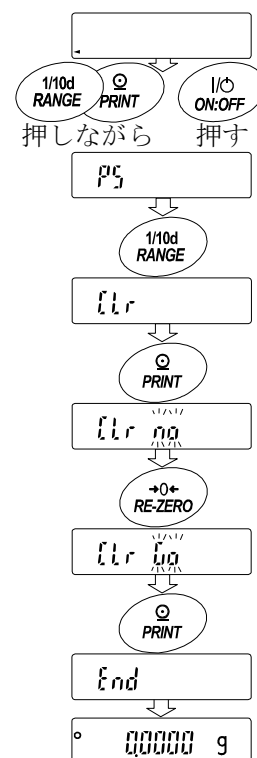 1/10d RANGE
PRINT
ON:OFF
押しながら 押す
PS
1/10d
RANGE
Clr
PRINT
Clr no
→0←
RE-ZERO
Clr Go
PRINT
End
0.0000 g